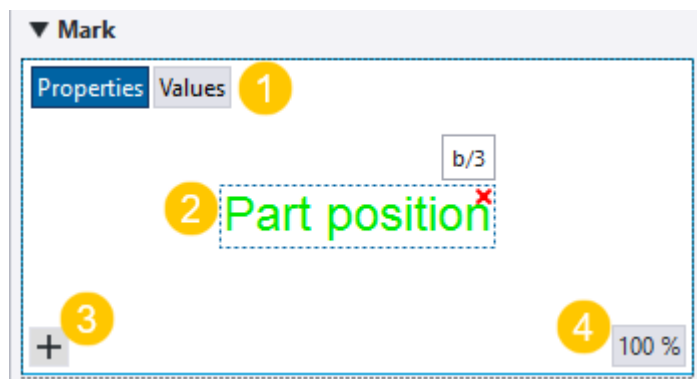 ▼ Mark
Properties Values 1
b/3
2 Part position
3
4
+ 100 %